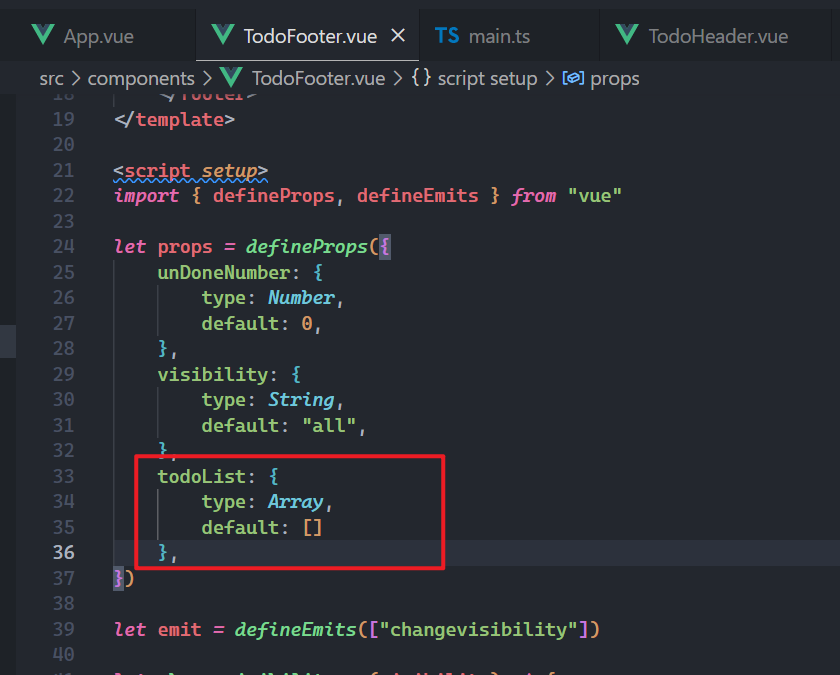 App.vue TodoFooter.vue × TS main.ts TodoHeader.vue
src > components > TodoFooter.vue > {} script setup > props
18 </footer>
19 </template>
20
21 <script setup>
22 import { defineProps, defineEmits } from "vue"
23
24 let props = defineProps({
25 unDoneNumber: {
26 type: Number,
27 default: 0,
28 },
29 visibility: {
30 type: String,
31 default: "all",
32 },
33 todoList: {
34 type: Array,
35 default: []
36 },
37 })
38
39 let emit = defineEmits(["changevisibility"])
40